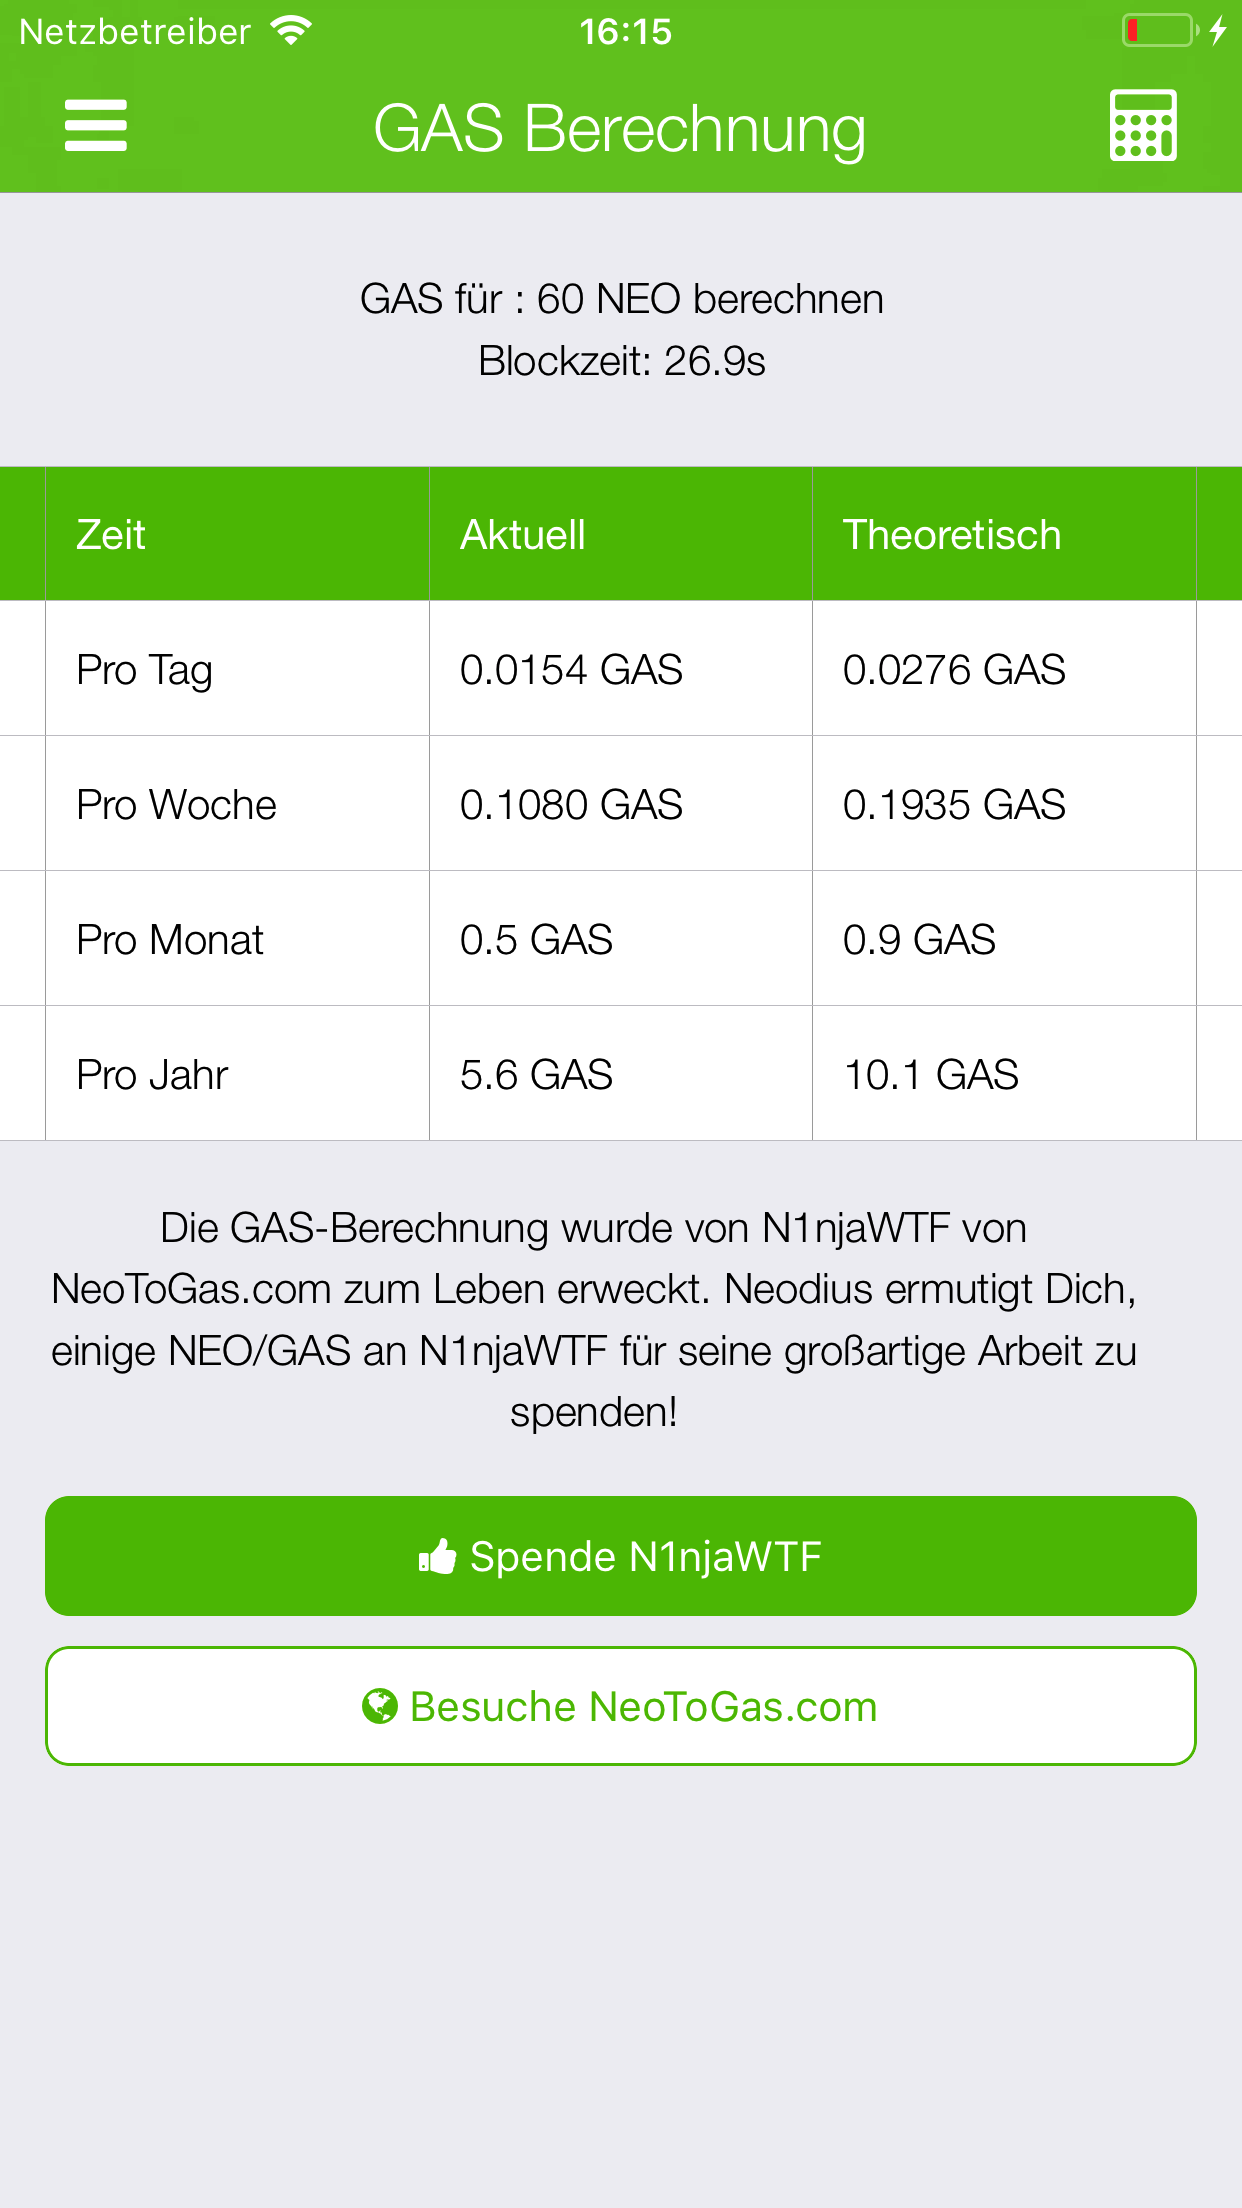 Netzbetreiber 16:15
GAS Berechnung
GAS für : 60 NEO berechnen
Blockzeit: 26.9s
Zeit Aktuell Theoretisch
Pro Tag 0.0154 GAS 0.0276 GAS
Pro Woche 0.1080 GAS 0.1935 GAS
Pro Monat 0.5 GAS 0.9 GAS
Pro Jahr 5.6 GAS 10.1 GAS
Die GAS-Berechnung wurde von N1njaWTF von
NeoToGas.com zum Leben erweckt. Neodius ermutigt Dich,
einige NEO/GAS an N1njaWTF für seine großartige Arbeit zu
spenden!
Spende N1njaWTF
Besuche NeoToGas.com